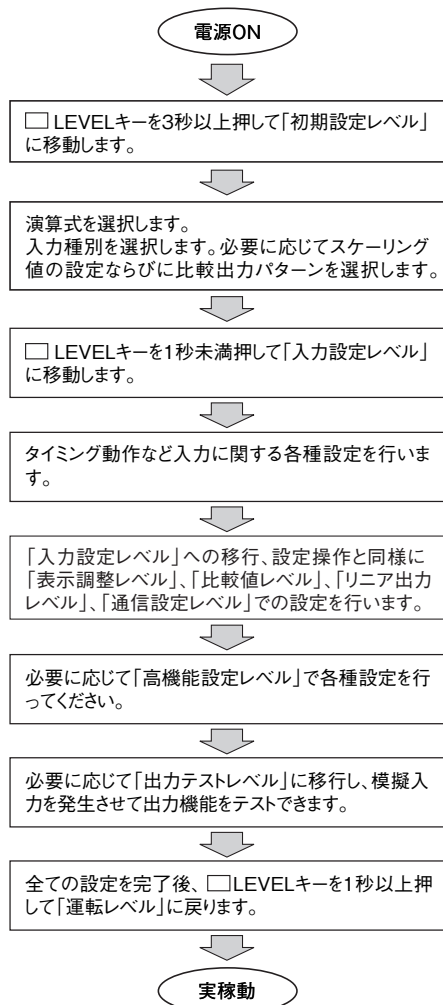 電源ON
□ LEVELキーを3秒以上押して「初期設定レベル」
に移動します。
演算式を選択します。
入力種別を選択します。必要に応じてスケーリング
値の設定ならびに比較出力パターンを選択します。
□ LEVELキーを1秒未満押して「入力設定レベル」
に移動します。
タイミング動作など入力に関する各種設定を行いま
す。
「入力設定レベル」への移行、設定操作と同様に
「表示調整レベル」、「比較値レベル」、「リニア出力
レベル」、「通信設定レベル」での設定を行います。
必要に応じて「高機能設定レベル」で各種設定を行
ってください。
必要に応じて「出力テストレベル」に移行し、模擬入
力を発生させて出力機能をテストできます。
全ての設定を完了後、□LEVELキーを1秒以上押
して「運転レベル」に戻ります。
実稼動